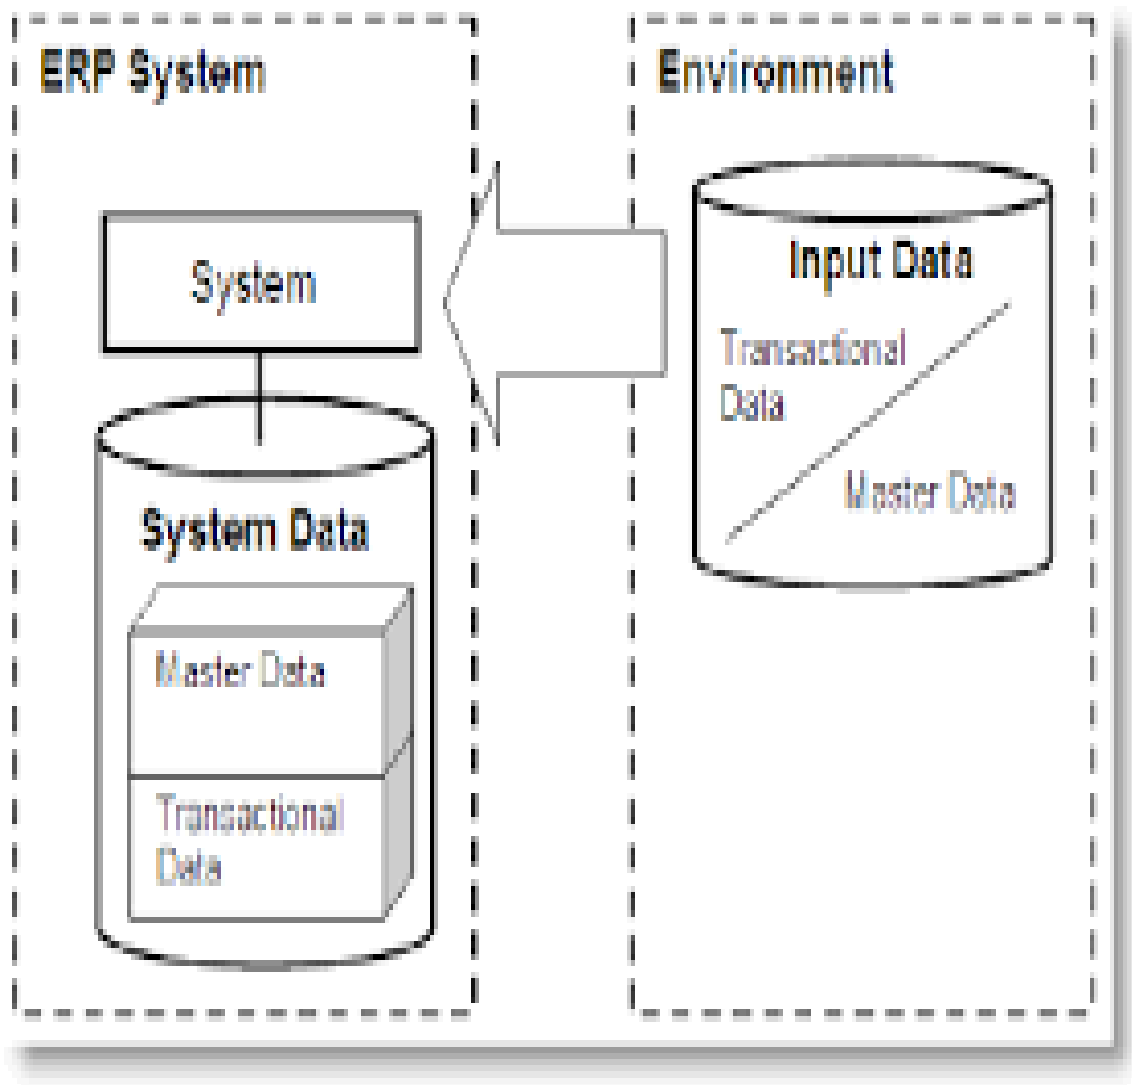 ERP System
System
System Data
Master Data
Transactional
Data
Environment
Input Data
Transactional
Data
Master Data